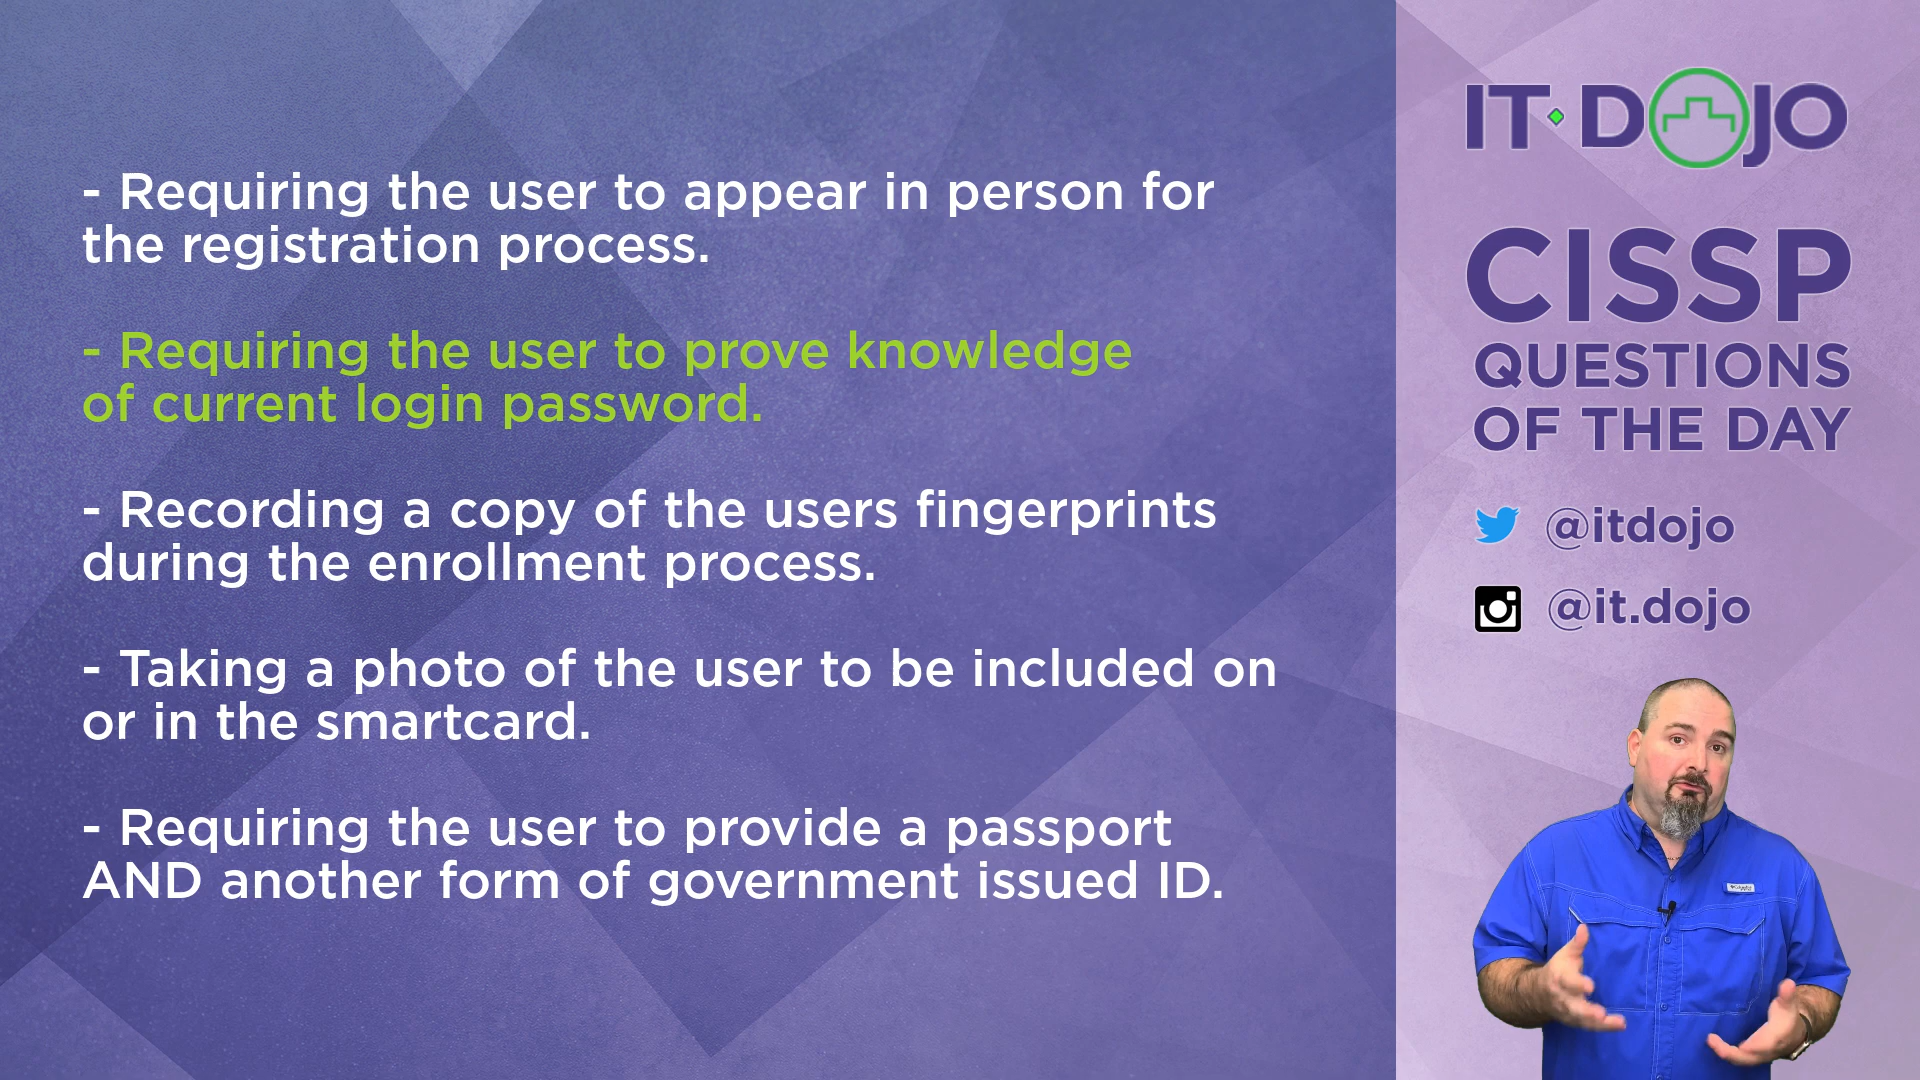 - Requiring the user to appear in person for
the registration process.
- Requiring the user to prove knowledge
of current login password.
- Recording a copy of the users fingerprints
during the enrollment process.
- Taking a photo of the user to be included on
or in the smartcard.
- Requiring the user to provide a passport
AND another form of government issued ID.
IT DOJO
CISSP
QUESTIONS
OF THE DAY
@itdojo
@it.dojo